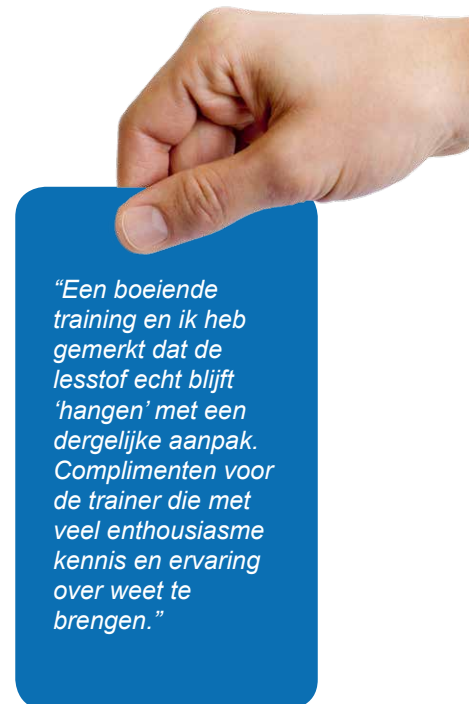 “Een boeiende
training en ik heb
gemerkt dat de
lesstof echt blijft
‘hangen’ met een
dergelijke aanpak.
Complimenten voor
de trainer die met
veel enthousiasme
kennis en ervaring
over weet te
brengen.”